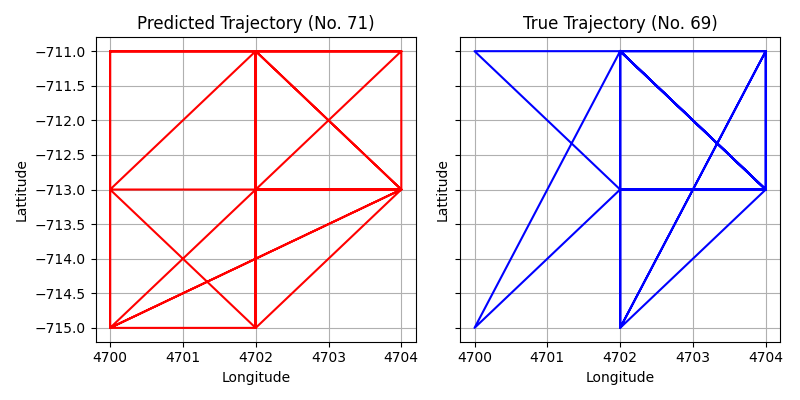 Predicted Trajectory (No. 71)
True Trajectory (No. 69)
−711.0
−711.5
−712.0
−712.5
−713.0
−713.5
−714.0
−714.5
−715.0
Lattitude
Lattitude
4700 4701 4702 4703 4704
4700 4701 4702 4703 4704
Longitude
Longitude